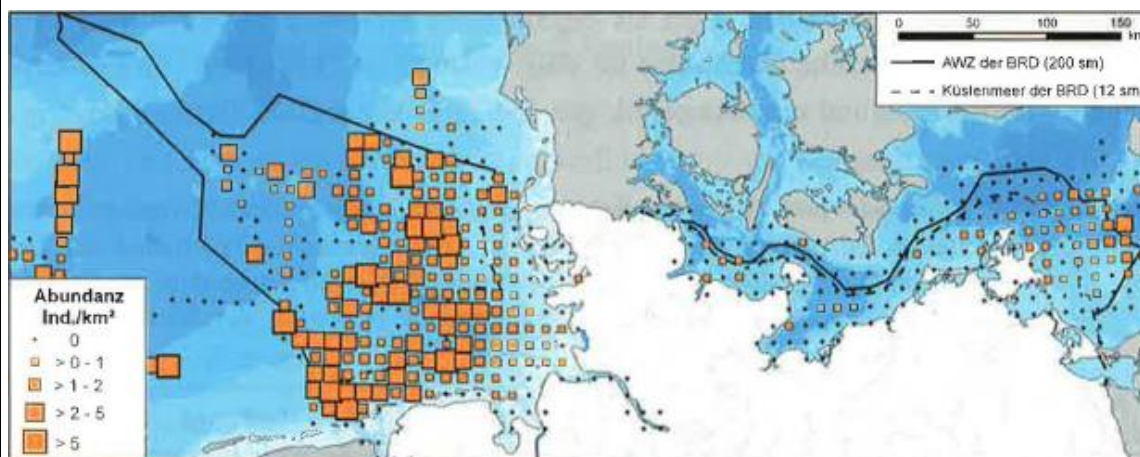 0 50 100 150
km
AWZ der BRD (200 sm)
Küstenmeer der BRD (12 sm
Abundanz
Ind./km²
0
> 0 - 1
> 1 - 2
> 2 - 5
> 5